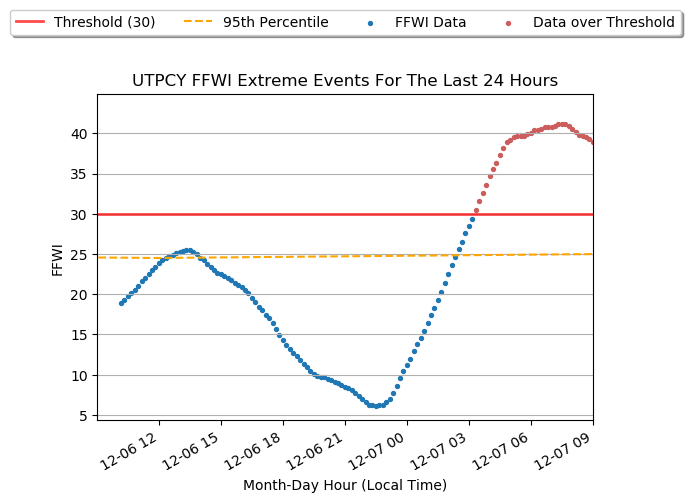 Threshold (30) 95th Percentile FFWI Data Data over Threshold
UTPCY FFWI Extreme Events For The Last 24 Hours
40
35
30
25
20
15
10
5
FFWI
12-06 12 12-06 15 12-06 18 12-06 21 12-07 00 12-07 03 12-07 06 12-07 09
Month-Day Hour (Local Time)